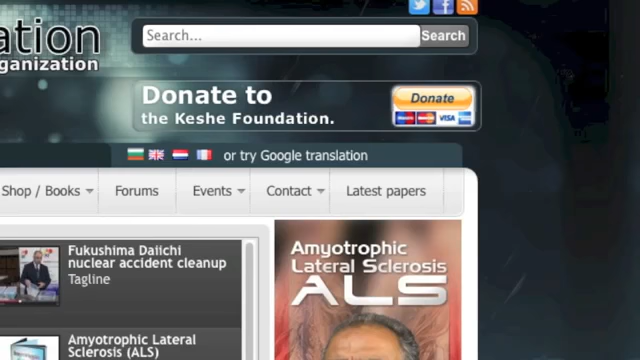 ation
Search...
Search
ganization
Donate to
Donate
the Keshe Foundation.
VISA
or try Google translation
Shop / Books
Forums
Events
Contact
Latest papers
Fukushima Daiichi
nuclear accident cleanup
Tagline
Amyotrophic Lateral
Sclerosis (ALS)
Amyotrophic
Lateral Sclerosis
ALS